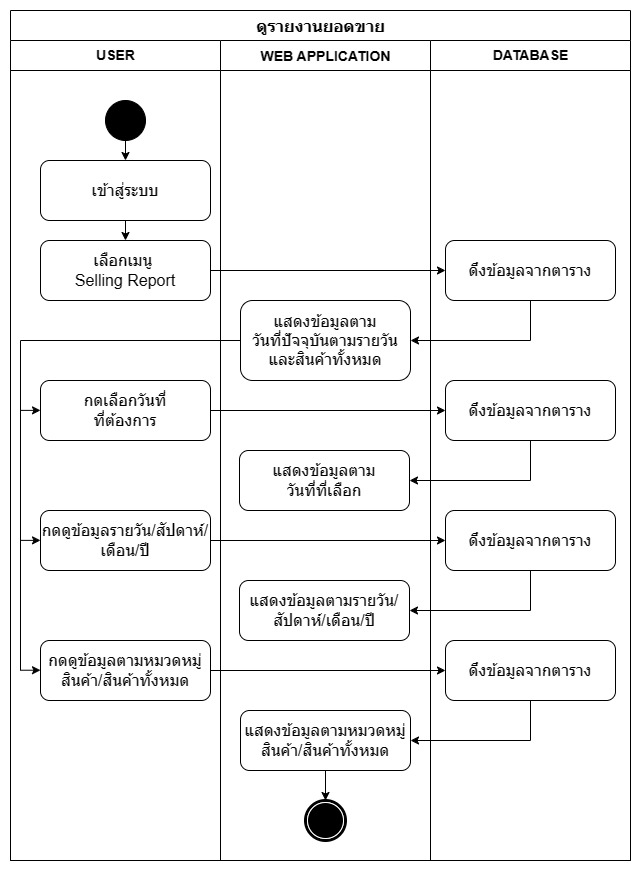 ดูรายงานยอดขาย
USER
WEB APPLICATION
DATABASE
เข้าสู่ระบบ
เลือกเมนู
Selling Report
ดึงข้อมูลจากตาราง
แสดงข้อมูลตาม
วันที่ปัจจุบันตามรายวัน
และสินค้าทั้งหมด
กดเลือกวันที่
ที่ต้องการ
ดึงข้อมูลจากตาราง
แสดงข้อมูลตาม
วันที่ที่เลือก
กดดูข้อมูลรายวัน/สัปดาห์/
เดือน/ปี
ดึงข้อมูลจากตาราง
แสดงข้อมูลตามรายวัน/
สัปดาห์/เดือน/ปี
กดดูข้อมูลตามหมวดหมู่
สินค้า/สินค้าทั้งหมด
ดึงข้อมูลจากตาราง
แสดงข้อมูลตามหมวดหมู่
สินค้า/สินค้าทั้งหมด